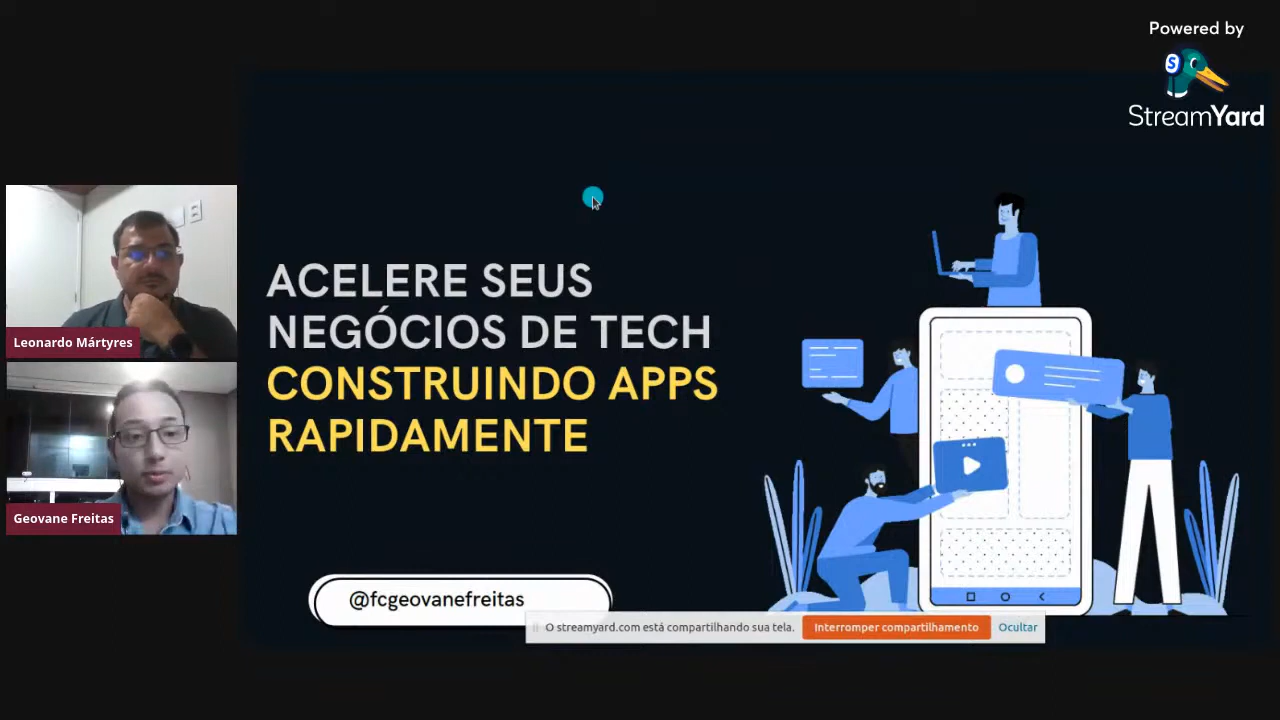 Powered by
StreamYard
S
Leonardo Mártyres
Geovane Freitas
ACELERE SEUS
NEGÓCIOS DE TECH
CONSTRUINDO APPS
RAPIDAMENTE
@fcgeovanefreitas
O streamyard.com está compartilhando sua tela.
Interromper compartilhamento
Ocultar